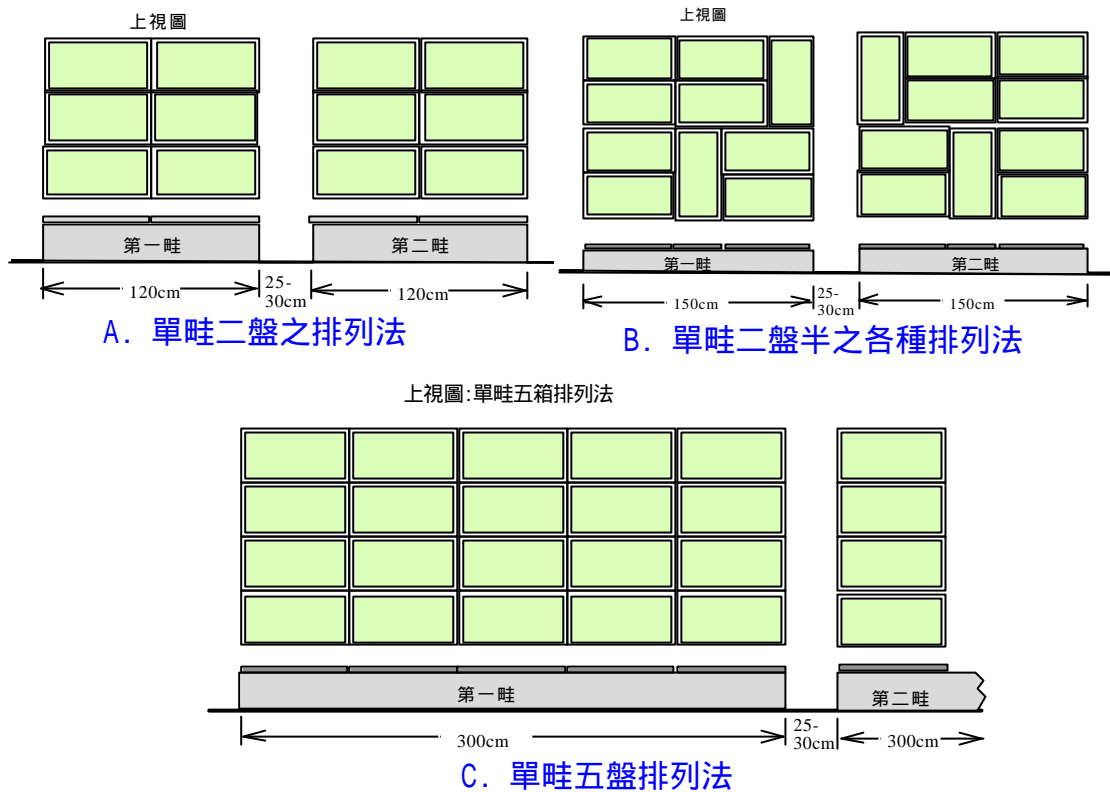 上視圖
第一畦
第二畦
120cm
25-
30cm
120cm
A. 單畦二盤之排列法
上視圖
第一畦
第二畦
150cm
25-
30cm
150cm
B. 單畦二盤半之各種排列法
上視圖:單畦五箱排列法
第一畦
第二畦
300cm
25-
30cm
300cm
C. 單畦五盤排列法